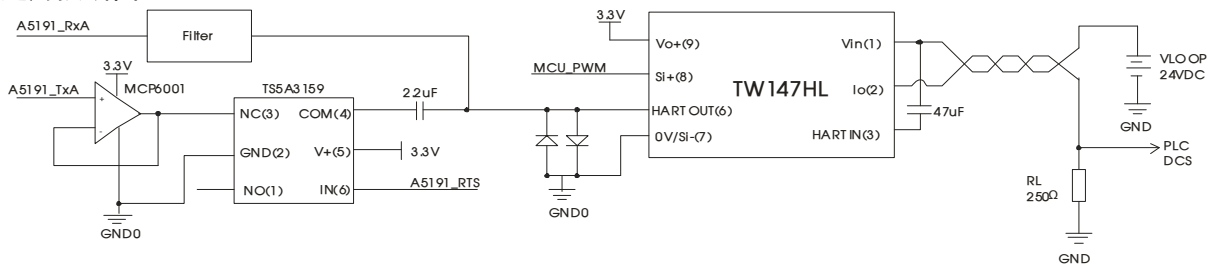 A5191_RxA
Filter
3.3V
A5191_TxA
MCP6001
+
-
GND0
TS5A3159
NC(3)
COM(4)
GND(2)
V+(5)
3.3V
NO(1)
IN(6)
A5191_RTS
2.2uF
GND0
3.3V
MCU_PWM
Vo+(9)
Vin(1)
SI+(8)
TW147HL
Io(2)
HART OUT(6)
0V/SI-(7)
HART IN(3)
47uF
VLOOP
24VDC
GND
PLC
DCS
RL
250Ω
GND